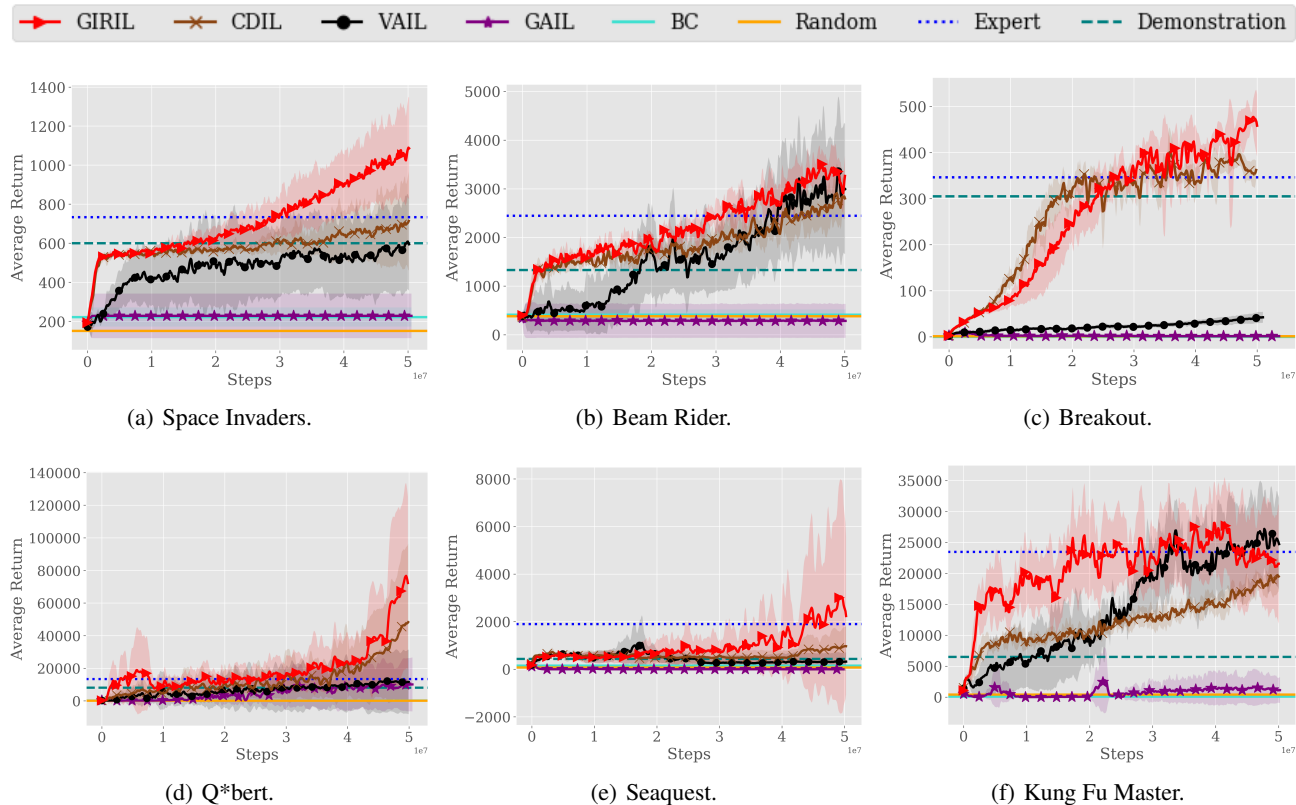 GIRIL CDIL VAIL GAIL BC Random Expert Demonstration
1400
1200
1000
800
600
400
200
Average Return
0 1 2 3 4 5
Steps
1e7
(a) Space Invaders.
5000
4000
3000
2000
1000
0
Average Return
0 1 2 3 4 5
Steps
1e7
(b) Beam Rider.
500
400
300
200
100
0
Average Return
0 1 2 3 4 5
Steps
1e7
(c) Breakout.
140000
120000
100000
80000
60000
40000
20000
0
Average Return
0 1 2 3 4 5
Steps
1e7
(d) Q*bert.
8000
6000
4000
2000
0
−2000
Average Return
0 1 2 3 4 5
Steps
1e7
(e) Seaquest.
35000
30000
25000
20000
15000
10000
5000
0
Average Return
0 1 2 3 4 5
Steps
1e7
(f) Kung Fu Master.